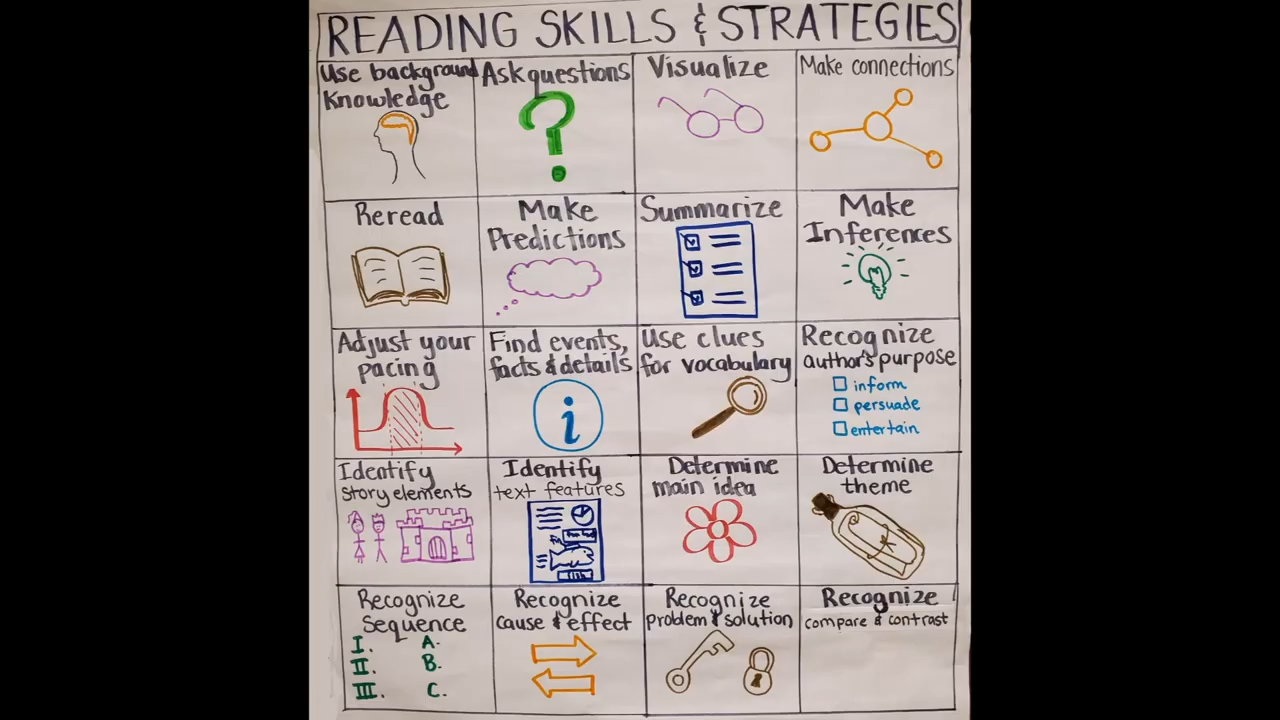 READING SKILLS & STRATEGIES
Use background
Knowledge
Ask questions
Visualize
Make connections
Reread
Make
Predictions
Summarize
Make
Inferences
Adjust your
pacing
Find events,
facts & details
i
Use clues
for vocabulary
Recognize
author's purpose
inform
persuade
entertain
Identify
story elements
Identify
text features
Determine
main idea
Determine
theme
Recognize
Sequence
I. A.
II. B.
III. C.
Recognize
cause & effect
Recognize
problem & solution
Recognize
compare & contrast